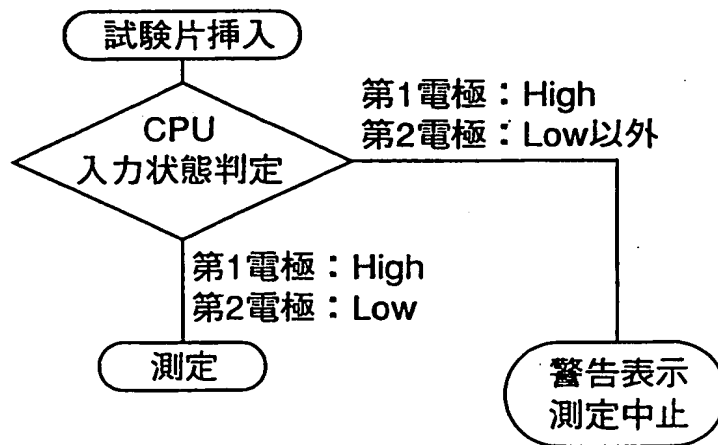 試験片挿入
CPU
入力状態判定
第1電極：High
第2電極：Low以外
第1電極：High
第2電極：Low
測定
警告表示
測定中止